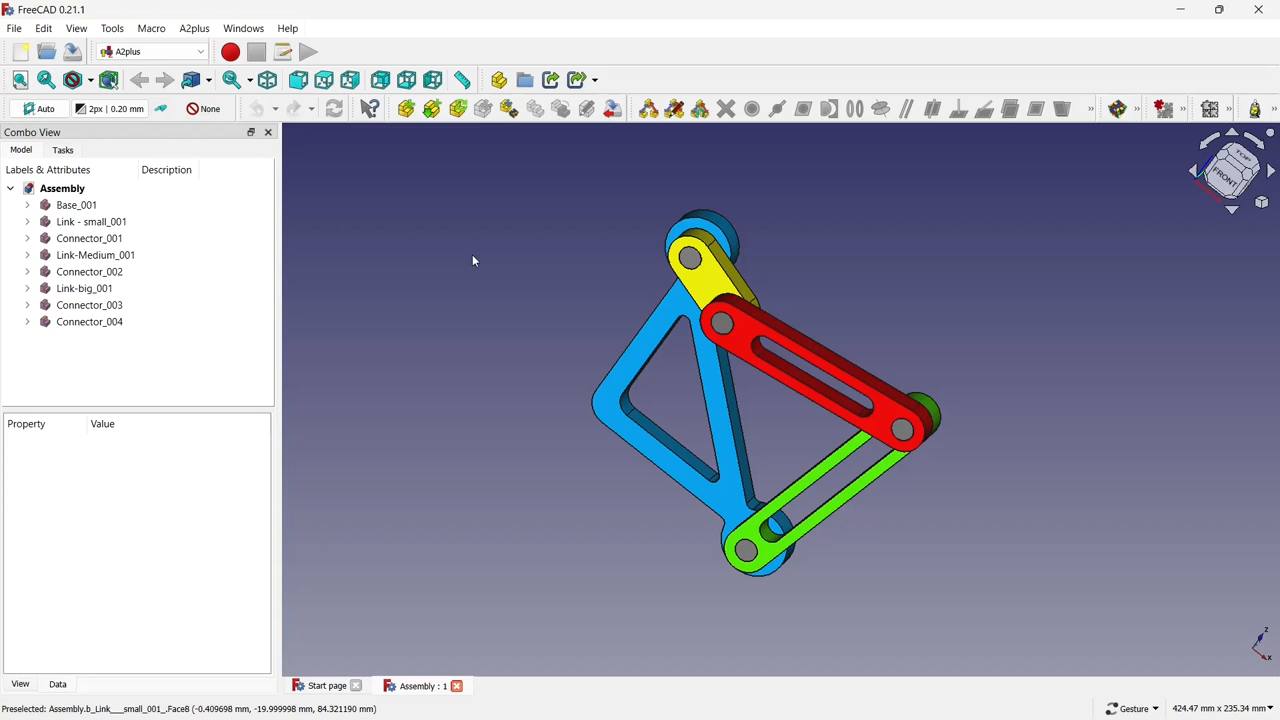 FreeCAD 0.21.1
File Edit View Tools Macro A2plus Windows Help
A2plus
Auto 2px | 0.20 mm None
Combo View
Model Tasks
Labels & Attributes Description
Assembly
Base_001
Link - small_001
Connector_001
Link-Medium_001
Connector_002
Link-big_001
Connector_003
Connector_004
TOP
FRONT
Property Value
z
x
View Data
Start page Assembly : 1
Preselected: Assembly.b_Link___small_001_.Face8 (-0.409698 mm, -19.999998 mm, 84.321190 mm) Gesture 424.47 mm x 235.34 mm